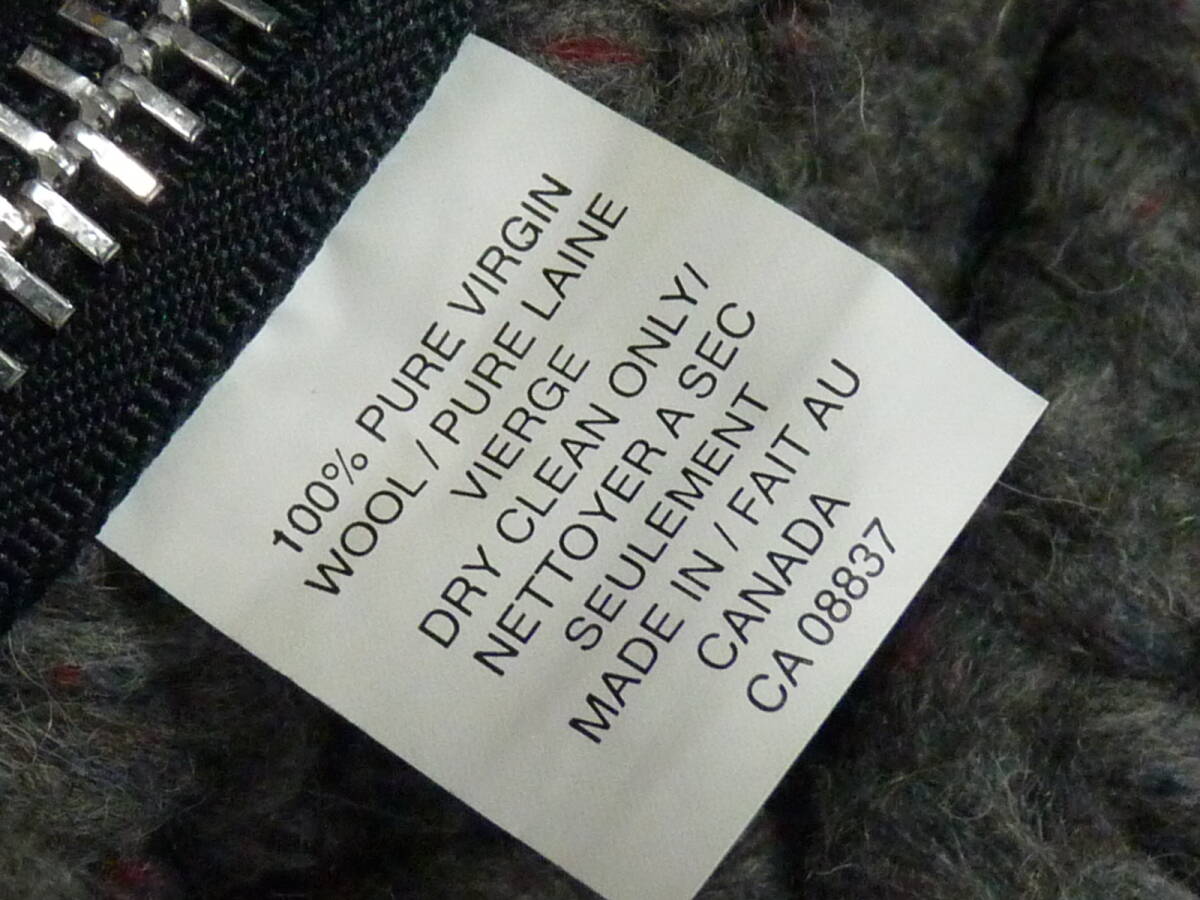 100% PURE VIRGIN
WOOL / PURE LAINE
VIERGE
DRY CLEAN ONLY/
NETTOYER A SEC
SEULEMENT
MADE IN / FAIT AU
CANADA
CA 08837